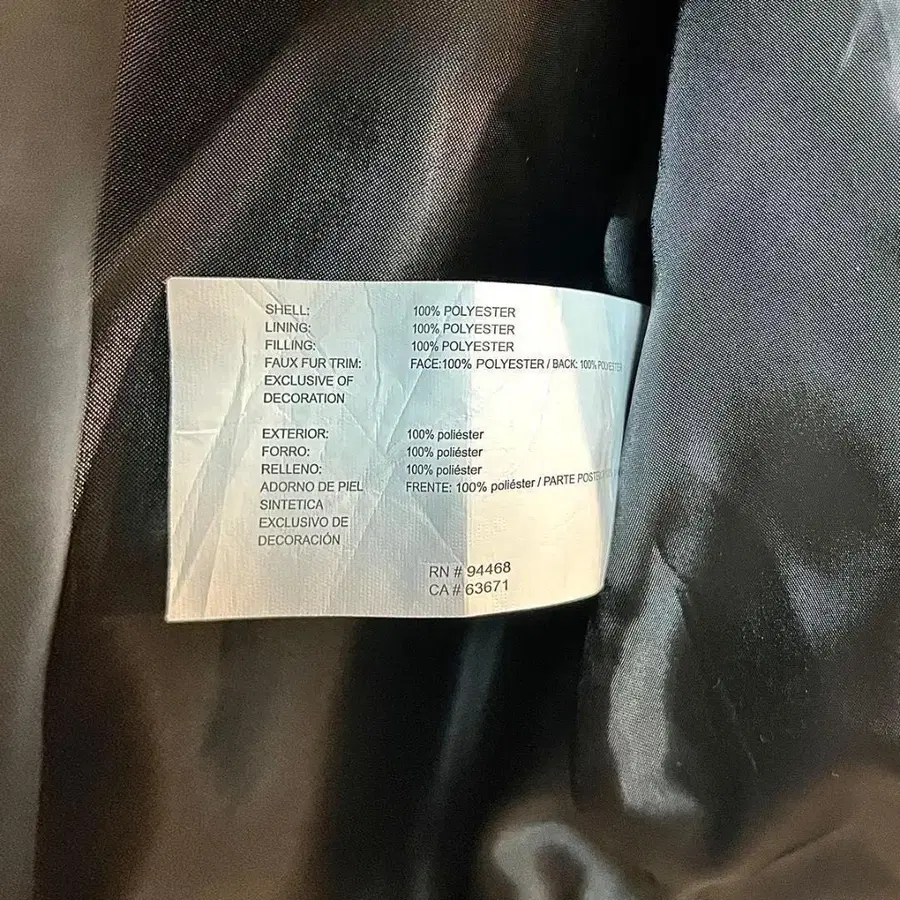 SHELL: 100% POLYESTER
LINING: 100% POLYESTER
FILLING: 100% POLYESTER
FAUX FUR TRIM: FACE:100% POLYESTER / BACK: 100% POLYESTER
EXCLUSIVE OF
DECORATION
EXTERIOR: 100% poliéster
FORRO: 100% poliéster
RELLENO: 100% poliéster
ADORNO DE PIEL FRENTE: 100% poliéster / PARTE
SINTETICA
EXCLUSIVO DE
DECORACIÓN
RN # 94468
CA # 63671